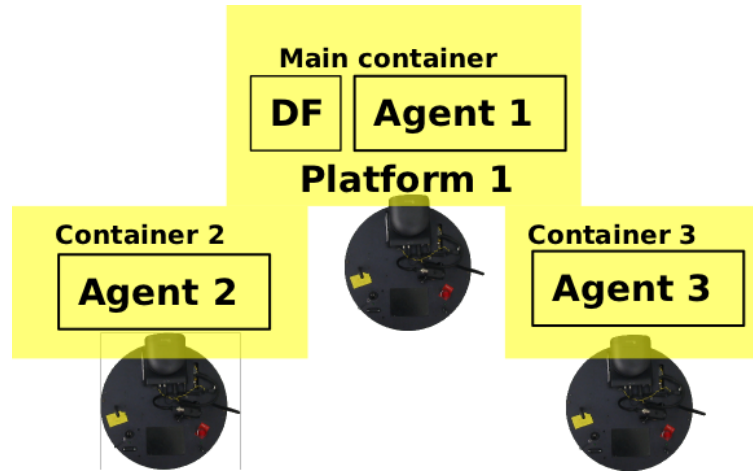 Main container
DF
Agent 1
Platform 1
Container 2
Agent 2
Container 3
Agent 3